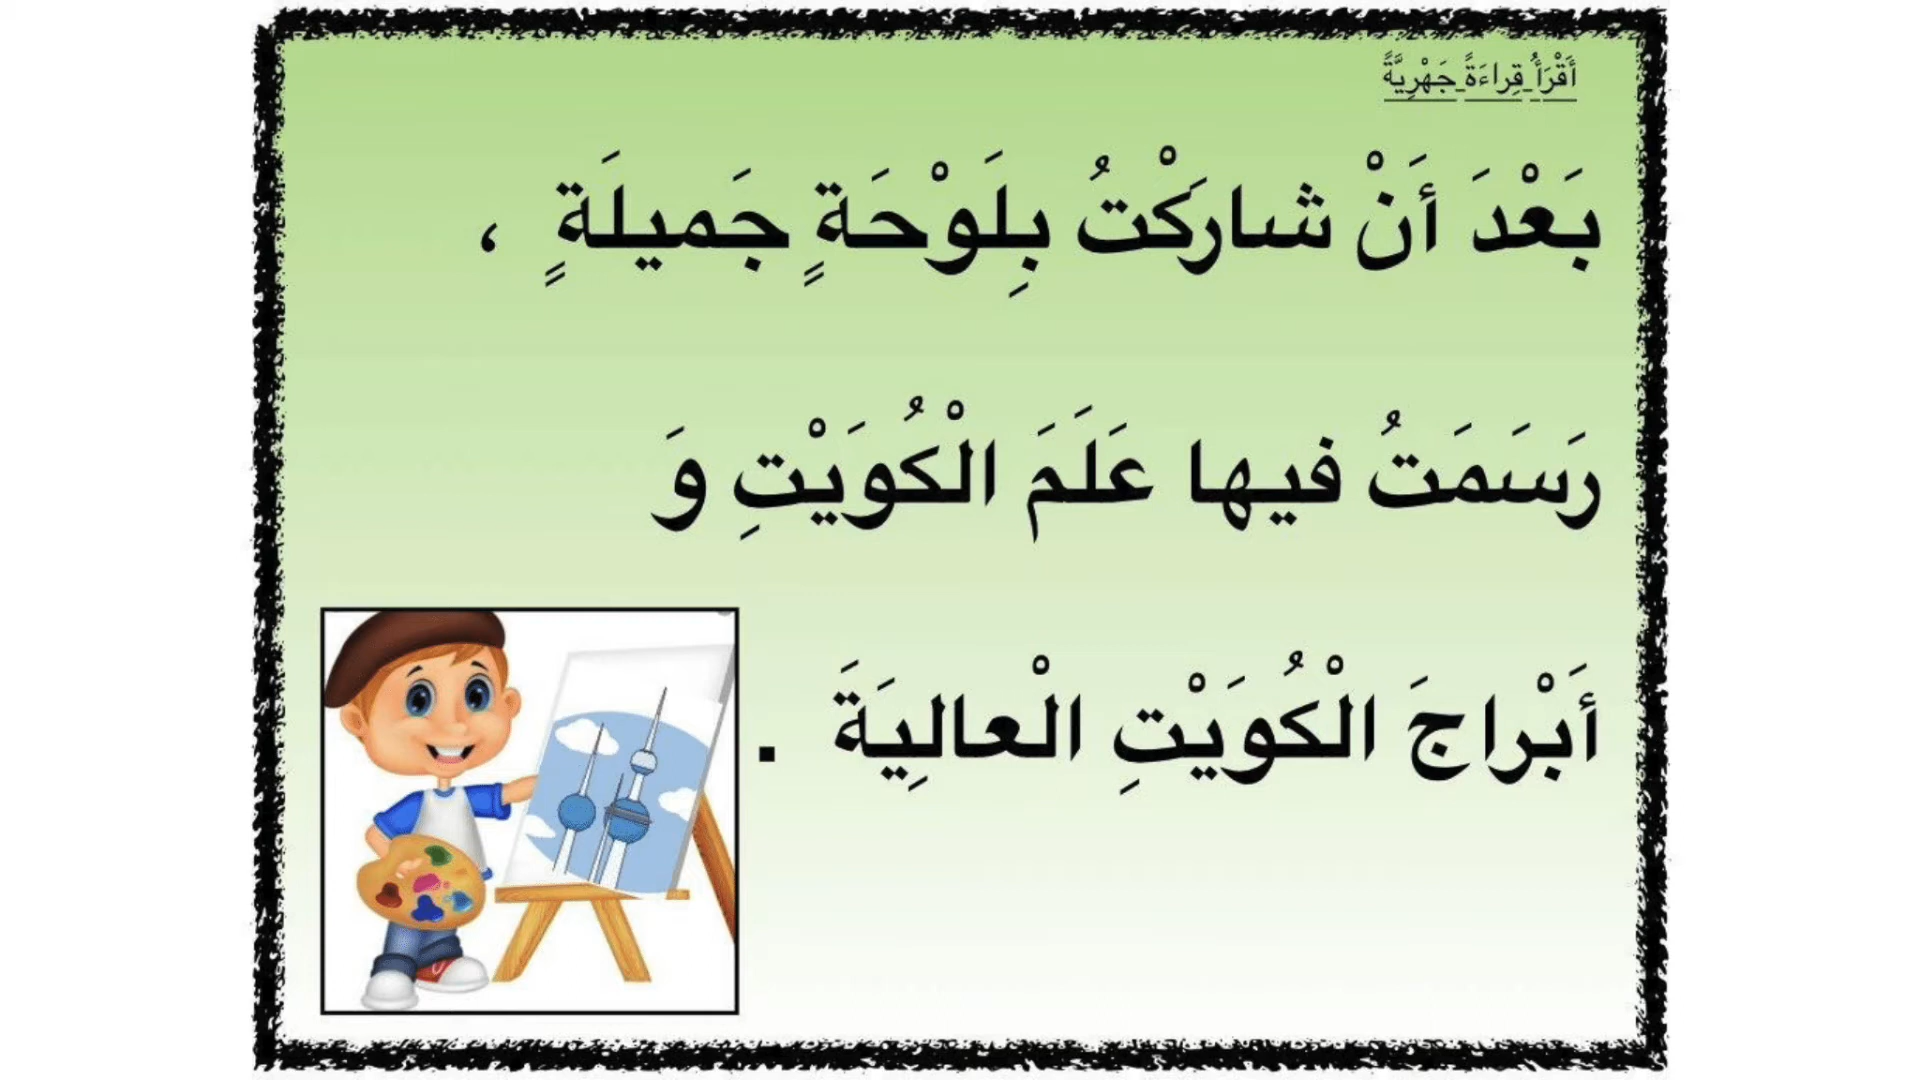 أَقْرَأُ قِراءَةً جَهْرِيَّةً
بَعْدَ أَنْ شارَكْتُ بِلَوْحَةٍ جَميلَةٍ ،
رَسَمَتُ فيها عَلَمَ الْكُوَيْتِ وَ
أَبْراجَ الْكُوَيْتِ الْعالِيَةَ .